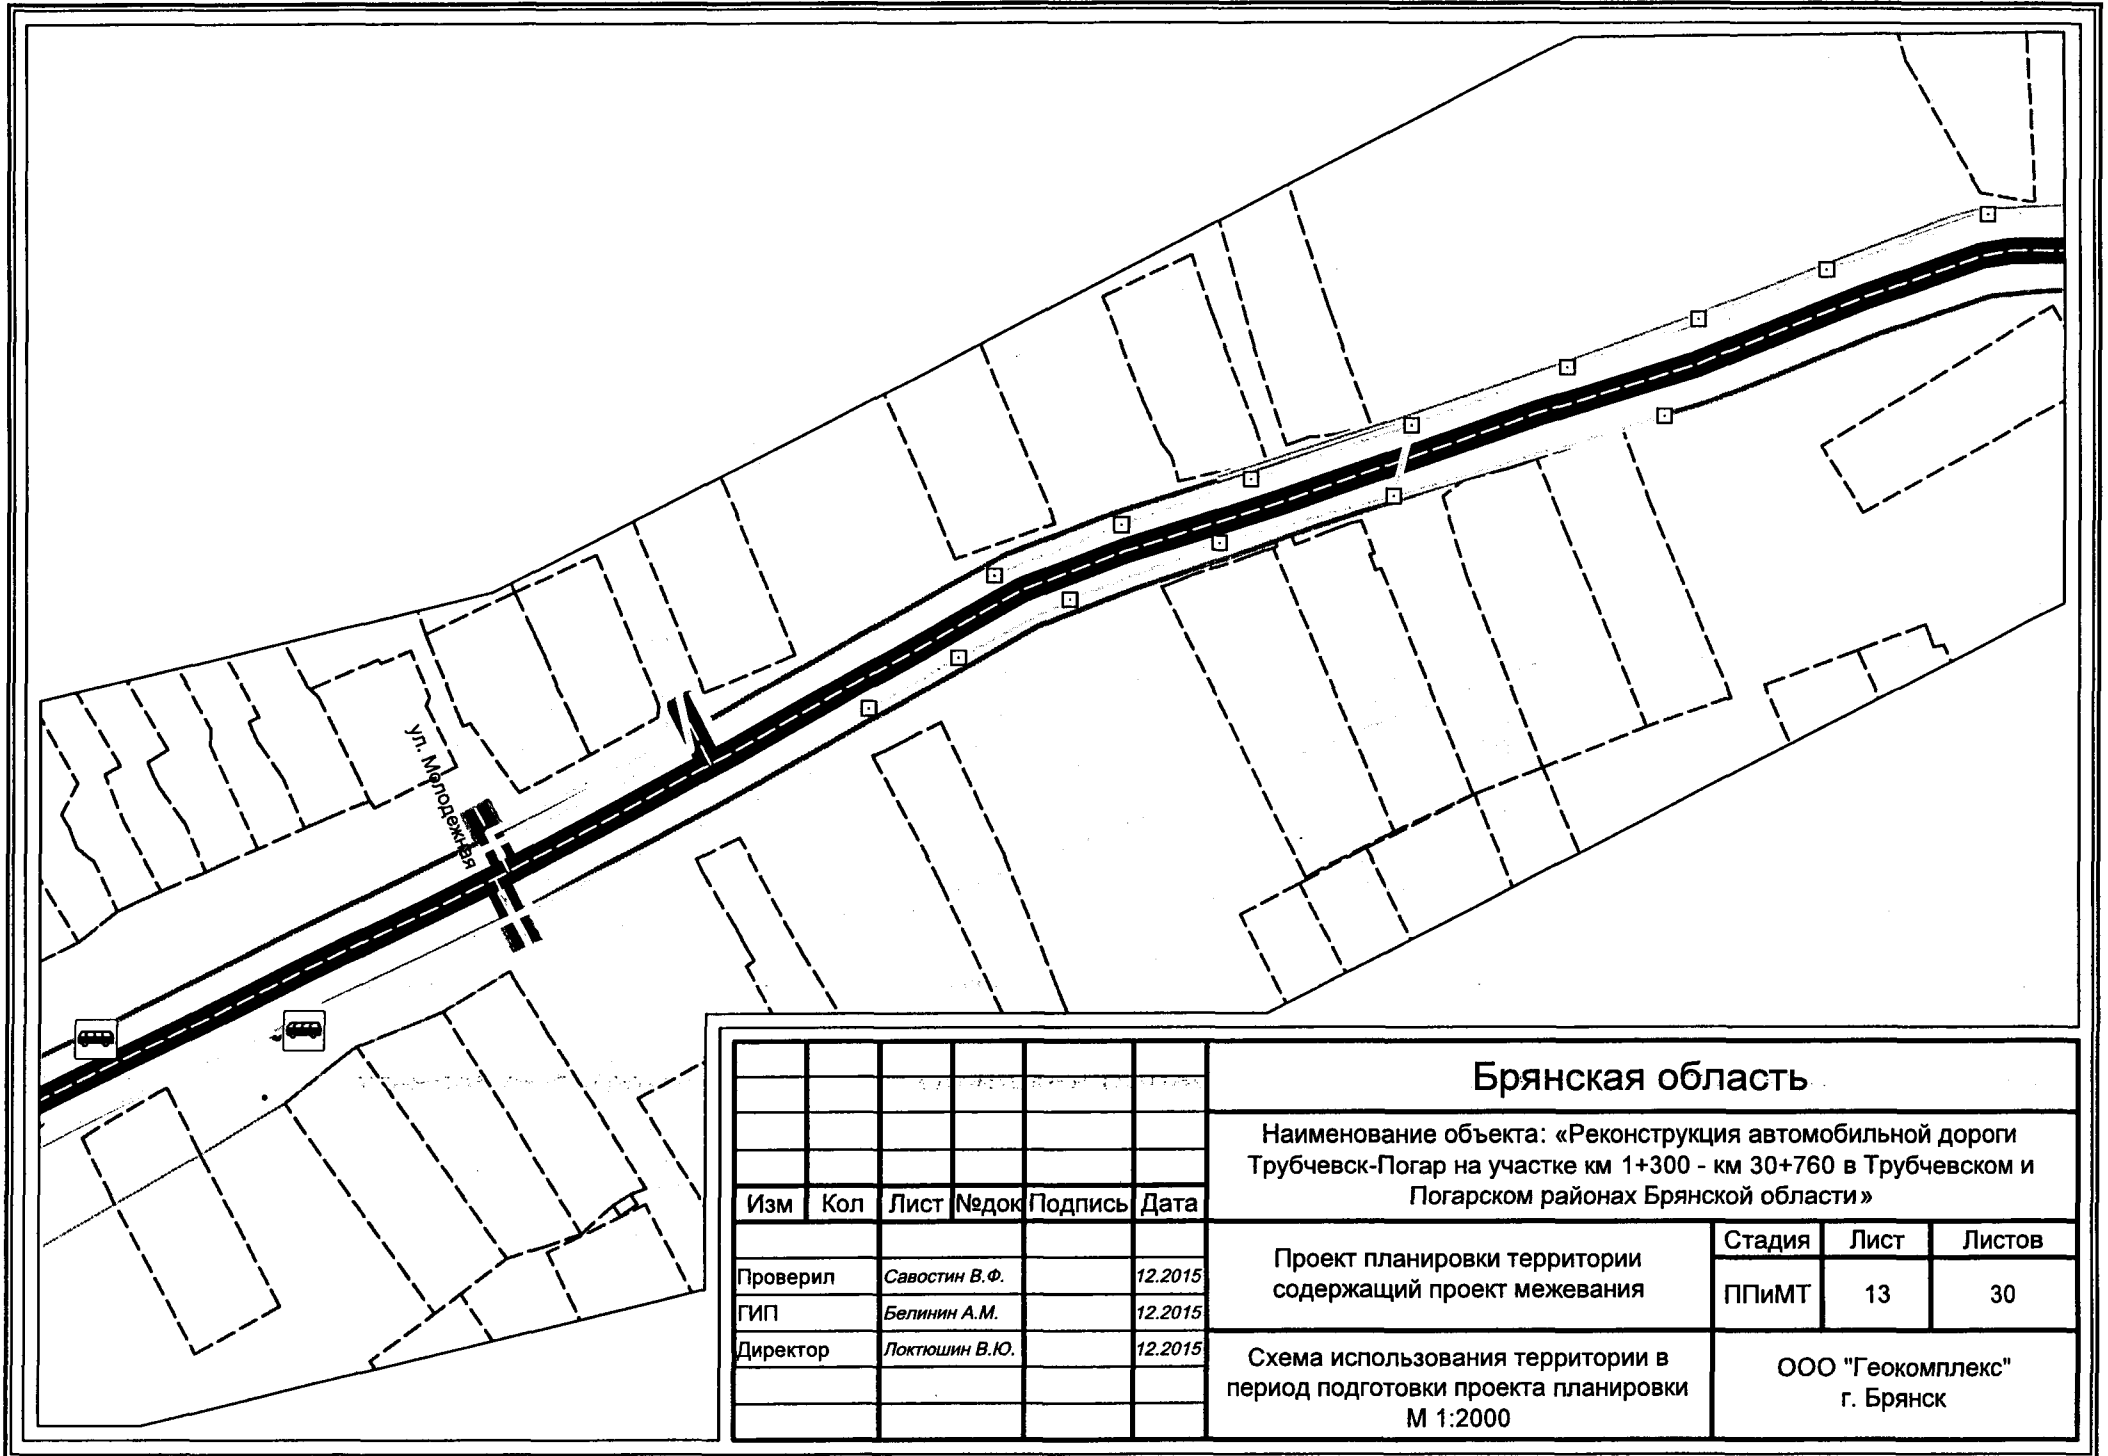 ул. Молодежная
Брянская область
Наименование объекта: «Реконструкция автомобильной дороги
Трубчевск-Погар на участке км 1+300 - км 30+760 в Трубчевском и
Погарском районах Брянской области»
Изм Кол Лист №док Подпись Дата
Проект планировки территории
содержащий проект межевания
Стадия Лист Листов
ППиМТ 13 30
Проверил Савостин В.Ф. 12.2015
ГИП Белинин А.М. 12.2015
Директор Локтюшин В.Ю. 12.2015
Схема использования территории в
период подготовки проекта планировки
М 1:2000
ООО "Геокомплекс"
г. Брянск